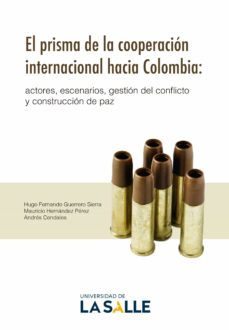 El prisma de la cooperación
internacional hacia Colombia:
actores, escenarios, gestión del conflicto
y construcción de paz
Hugo Fernando Guerrero Sierra
Mauricio Hernández Pérez
Andrés Cendales
UNIVERSIDAD DE
LA SALLE